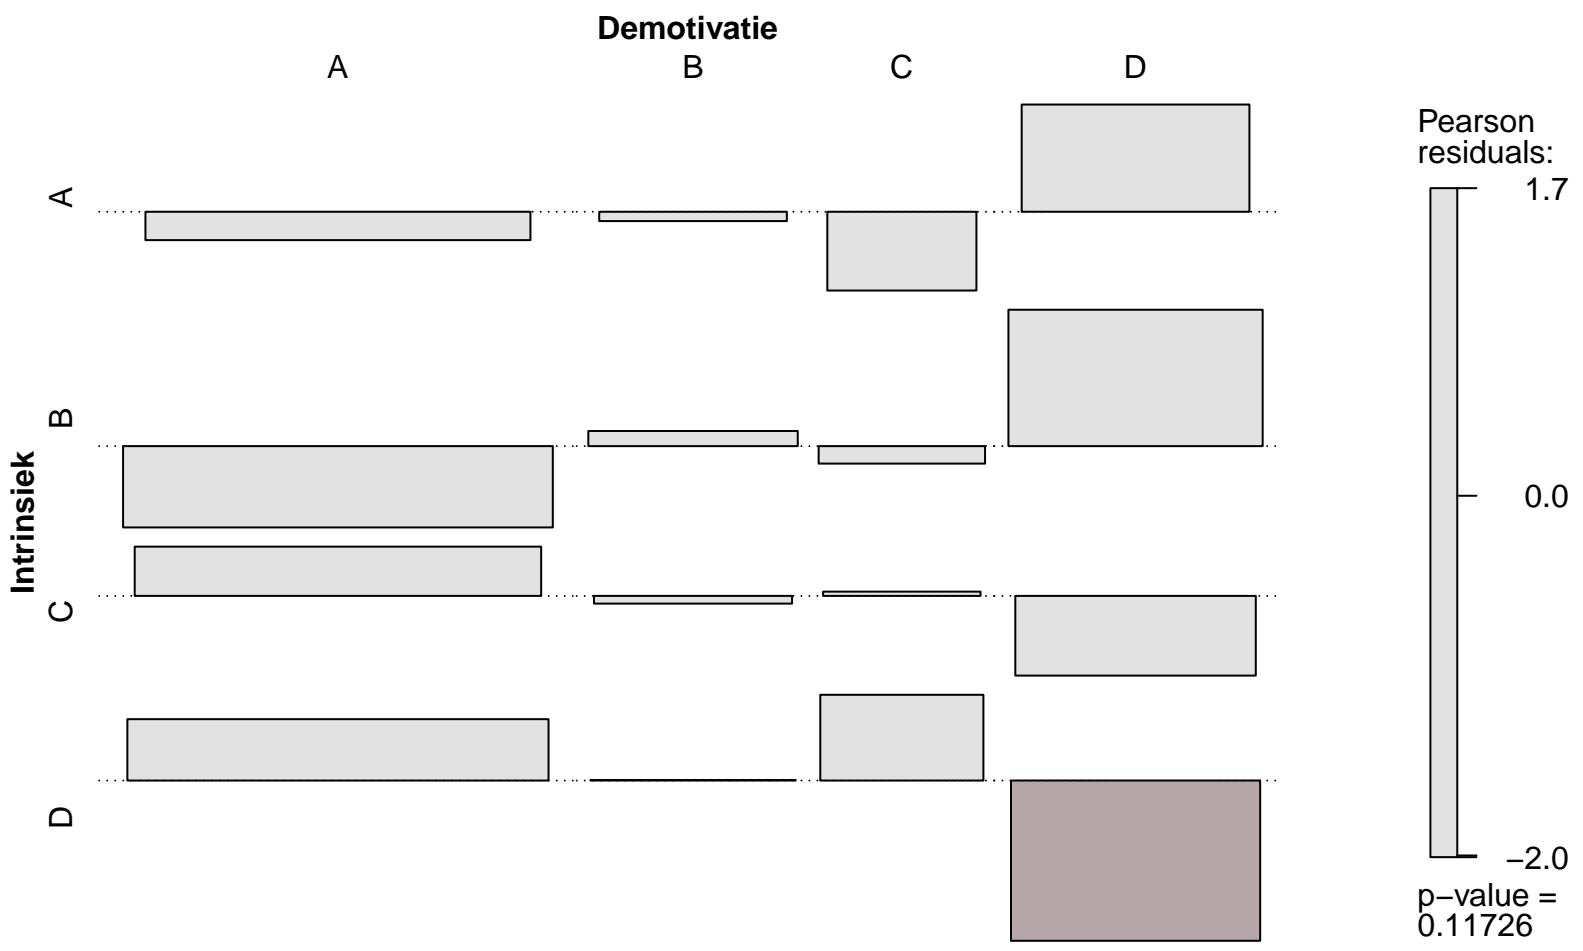 Demotivatie
A B C D
Intrinsiek
A
B
C
D
Pearson
residuals:
1.7
0.0
−2.0
p−value =
0.11726